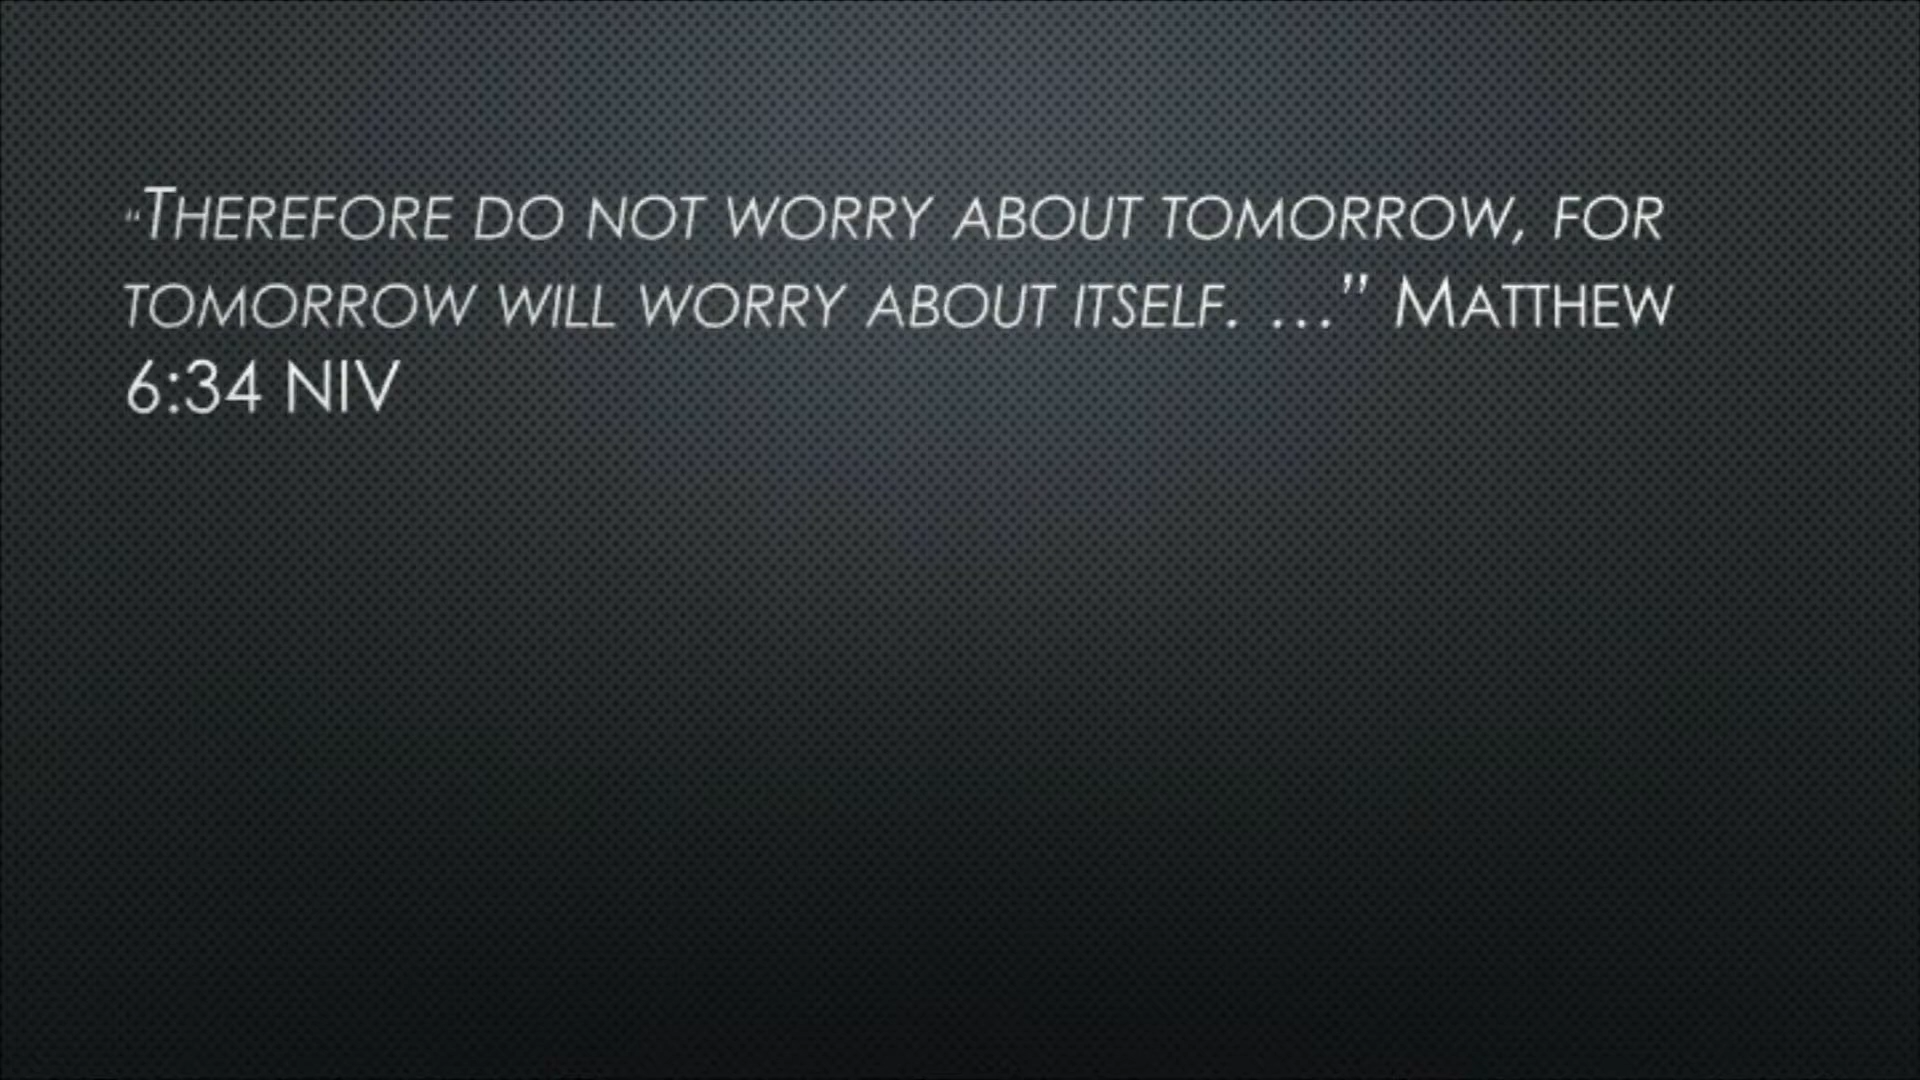 “Therefore do not worry about tomorrow, for
tomorrow will worry about itself. …” Matthew
6:34 NIV